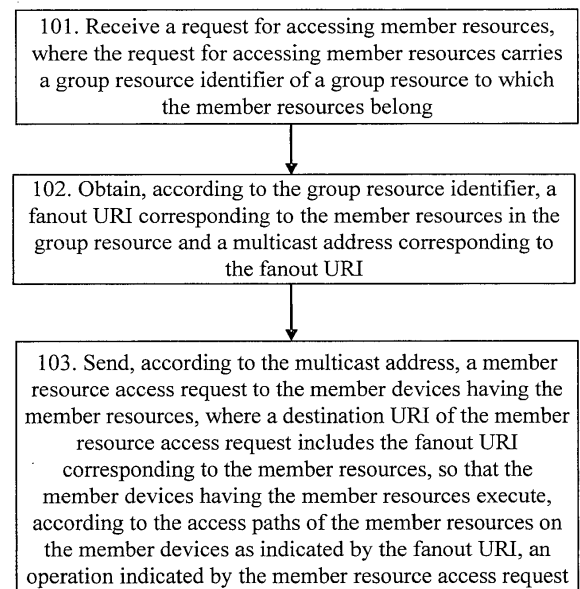 101. Receive a request for accessing member resources,
where the request for accessing member resources carries
a group resource identifier of a group resource to which
the member resources belong
102. Obtain, according to the group resource identifier, a
fanout URI corresponding to the member resources in the
group resource and a multicast address corresponding to
the fanout URI
103. Send, according to the multicast address, a member
resource access request to the member devices having the
member resources, where a destination URI of the member
resource access request includes the fanout URI
corresponding to the member resources, so that the
member devices having the member resources execute,
according to the access paths of the member resources on
the member devices as indicated by the fanout URI, an
operation indicated by the member resource access request